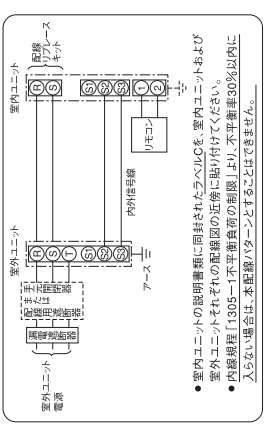 室内ユニット
配線
リプレース
キット
R
S
S1
S2
S3
1
2
リモコン
内外信号線
室外ユニット
R
S
T
S1
S2
S3
アース
手元開閉器
または
配線用遮断器
漏電遮断器
室外ユニット
電源
● 室内ユニットの説明書類に同封されたラベルCを、室内ユニットおよび
室外ユニットそれぞれの配線図の近傍に貼り付けてください。
● 内線規程「1305-1不平衡負荷の制限」より、不平衡率30%以内に
入らない場合は、本配線パターンとすることはできません。